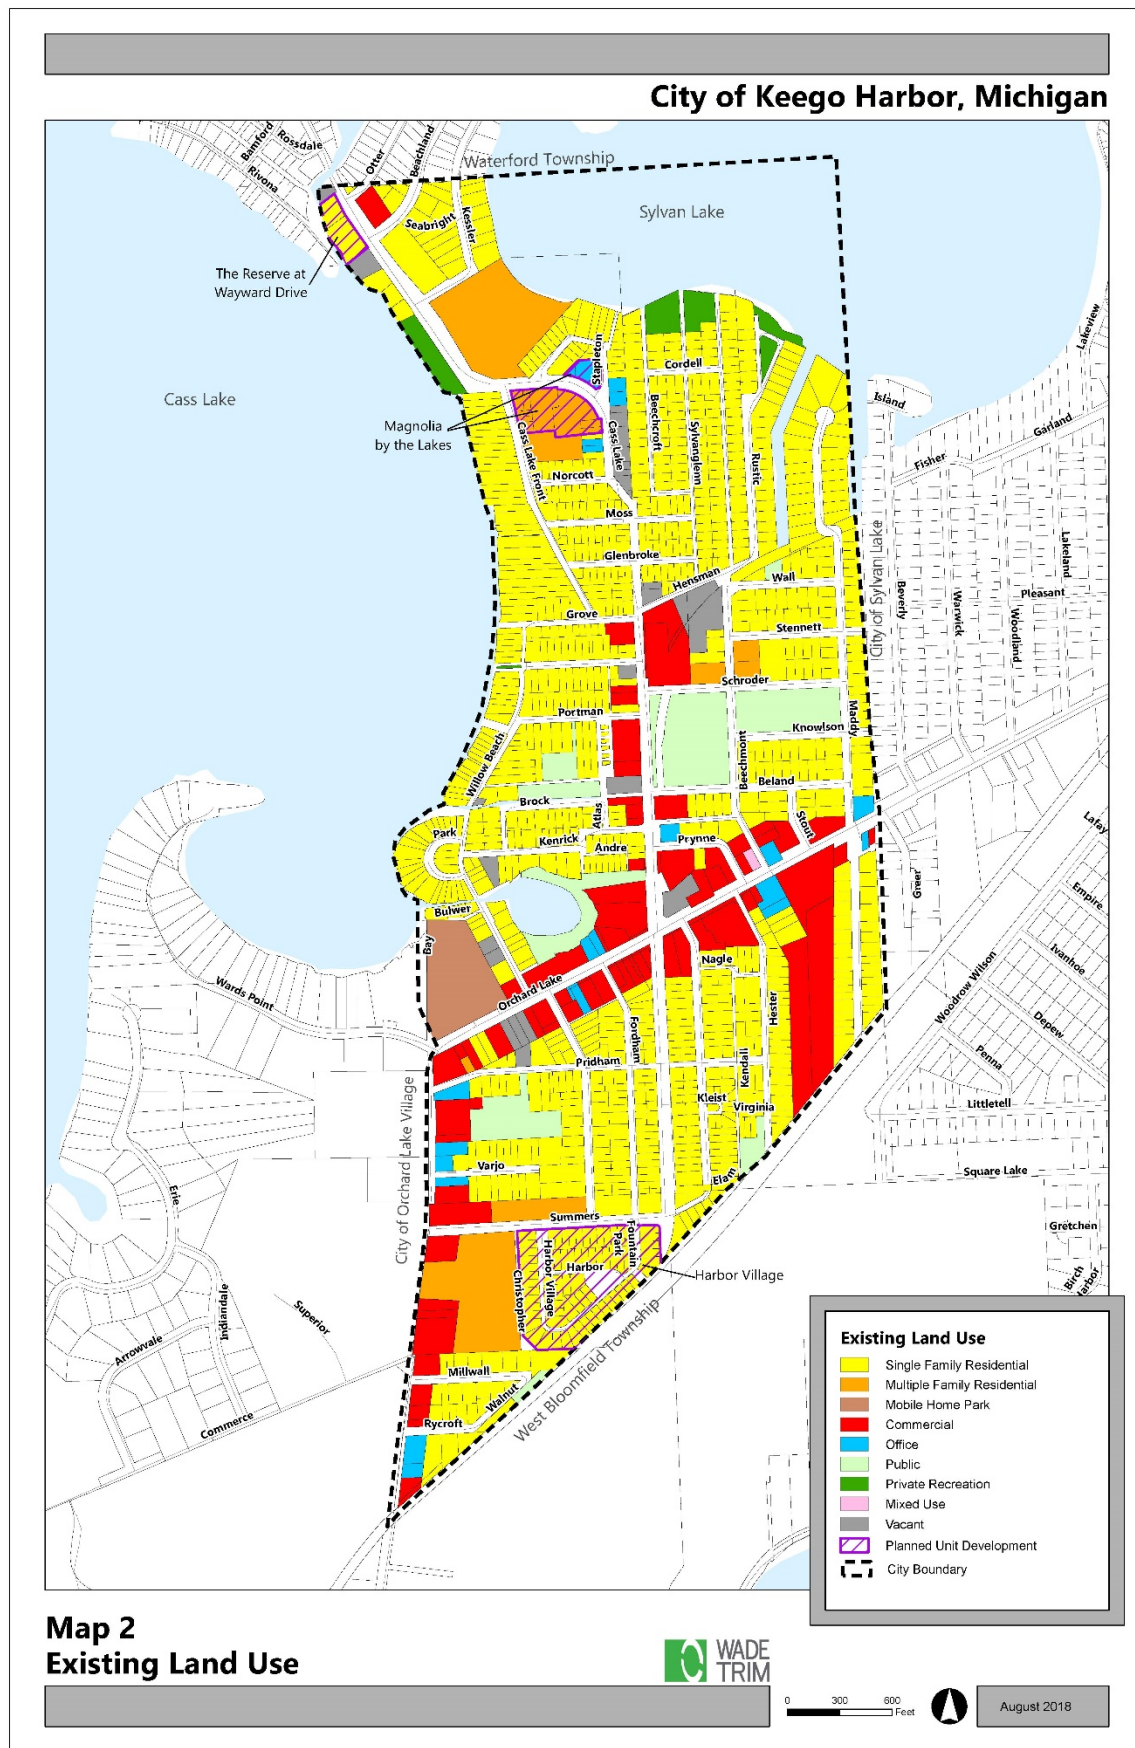 City of Keego Harbor, Michigan
Waterford Township
Sylvan Lake
Bamford
Rossdale
Rivona
Otter
Beachland
Seabright
Kessler
The Reserve at
Wayward Drive
Cass Lake
Magnolia
by the Lakes
Stapleton
Cordell
Cass Lake Front
Cass Lake
Beechcroft
Sylvanglenn
Rustic
Norcott
Moss
Glenbroke
Hensman
Wall
Grove
Stennett
Schroder
Portman
Knowlson
Maddy
Willow Beach
Beechmont
Beland
Brock
Atlas
Stout
Park
Kenrick
Andre
Prynne
Bulwer
Bay
Orchard Lake
Nagle
Hester
Fordham
Pridham
Kendall
Kleist
Virginia
Varjo
Elam
Summers
Fountain
Park
Harbor
Harbor Village
Christopher
Harbor Village
Millwall
Walnut
Rycroft
Island
Lakeview
Garland
Fisher
City of Sylvan Lake
Beverly
Warwick
Woodland
Lakeland
Pleasant
Lafay
Greer
Empire
Ivanhoe
Woodrow Wilson
Depew
Penna
Littletell
Square Lake
Gretchen
Birch
Harbor
Wards Point
City of Orchard Lake Village
Erie
Indiandale
Superior
Arrowvale
Commerce
West Bloomfield Township
Existing Land Use
Single Family Residential
Multiple Family Residential
Mobile Home Park
Commercial
Office
Public
Private Recreation
Mixed Use
Vacant
Planned Unit Development
City Boundary
Map 2
Existing Land Use
WADE
TRIM
0 300 600
Feet
August 2018